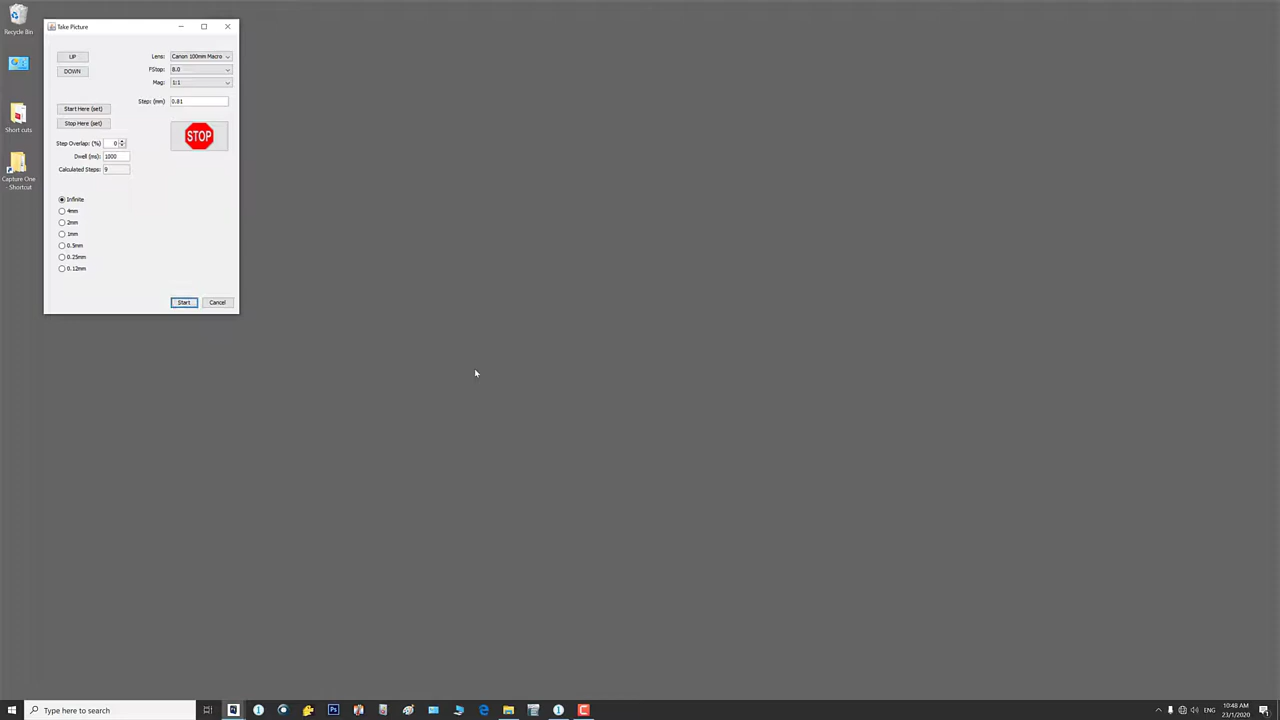 Recycle Bin
Short cuts
Capture One
- Shortcut
Take Picture
UP
DOWN
Start Here (set)
Stop Here (set)
Step Overlap: (%) 0
Dwell (ms): 1000
Calculated Steps: 9
Infinite
4mm
2mm
1mm
0.5mm
0.25mm
0.12mm
Lens: Canon 100mm Macro
FStop: 8.0
Mag: 1:1
Step: (mm) 0.81
STOP
Start
Cancel
Type here to search
ENG
10:48 AM
23/1/2020